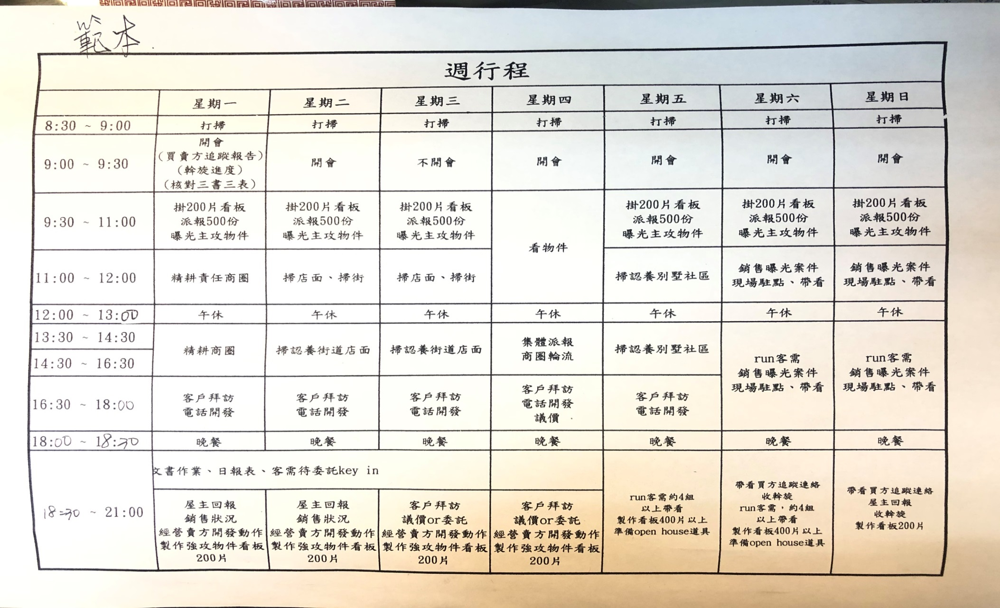 範本
週行程
星期一 星期二 星期三 星期四 星期五 星期六 星期日
8:30 ~ 9:00 打掃 打掃 打掃 打掃 打掃 打掃 打掃
9:00 ~ 9:30
開會
(買賣方追蹤報告)
(斡旋進度)
(核對三書三表)
開會
不開會
開會
開會
開會
開會
9:30 ~ 11:00
掛200片看板
派報500份
曝光主攻物件
掛200片看板
派報500份
曝光主攻物件
掛200片看板
派報500份
曝光主攻物件
看物件
掛200片看板
派報500份
曝光主攻物件
掛200片看板
派報500份
曝光主攻物件
掛200片看板
派報500份
曝光主攻物件
11:00 ~ 12:00
精耕責任商圈
掃店面、掃街
掃店面、掃街
掃認養別墅社區
銷售曝光案件
現場駐點、帶看
銷售曝光案件
現場駐點、帶看
12:00 ~ 13:00 午休 午休 午休 午休 午休 午休 午休
13:30 ~ 14:30
14:30 ~ 16:30
精耕商圈
掃認養街道店面
掃認養街道店面
集體派報
商圈輪流
掃認養別墅社區
run客需
銷售曝光案件
現場駐點、帶看
run客需
銷售曝光案件
現場駐點、帶看
16:30 ~ 18:00
客戶拜訪
電話開發
客戶拜訪
電話開發
客戶拜訪
電話開發
客戶拜訪
電話開發
議價
客戶拜訪
電話開發
18:00 ~ 18:30 晚餐 晚餐 晚餐 晚餐 晚餐 晚餐 晚餐
18:30 ~ 21:00
文書作業、日報表、客需待委託key in
屋主回報
銷售狀況
經營賣方開發動作
製作強攻物件看板
200片
屋主回報
銷售狀況
經營賣方開發動作
製作強攻物件看板
200片
客戶拜訪
議價or委託
經營賣方開發動作
製作強攻物件看板
200片
客戶拜訪
議價or委託
經營賣方開發動作
製作強攻物件看板
200片
run客需約4組
以上帶看
製作看板400片以上
準備open house道具
帶看買方追蹤連絡
收斡旋
run客需，約4組
以上帶看
製作看板400片以上
準備open house道具
帶看買方追蹤連絡
屋主回報
收斡旋
製作看板200片